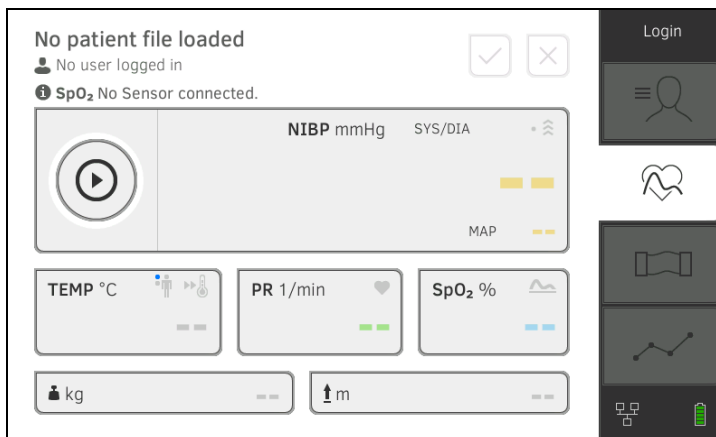 No patient file loaded
No user logged in
SpO₂ No Sensor connected.
Login
NIBP mmHg SYS/DIA
-- --
MAP --
TEMP °C
--
PR 1/min
--
SpO₂ %
--
kg --
m --